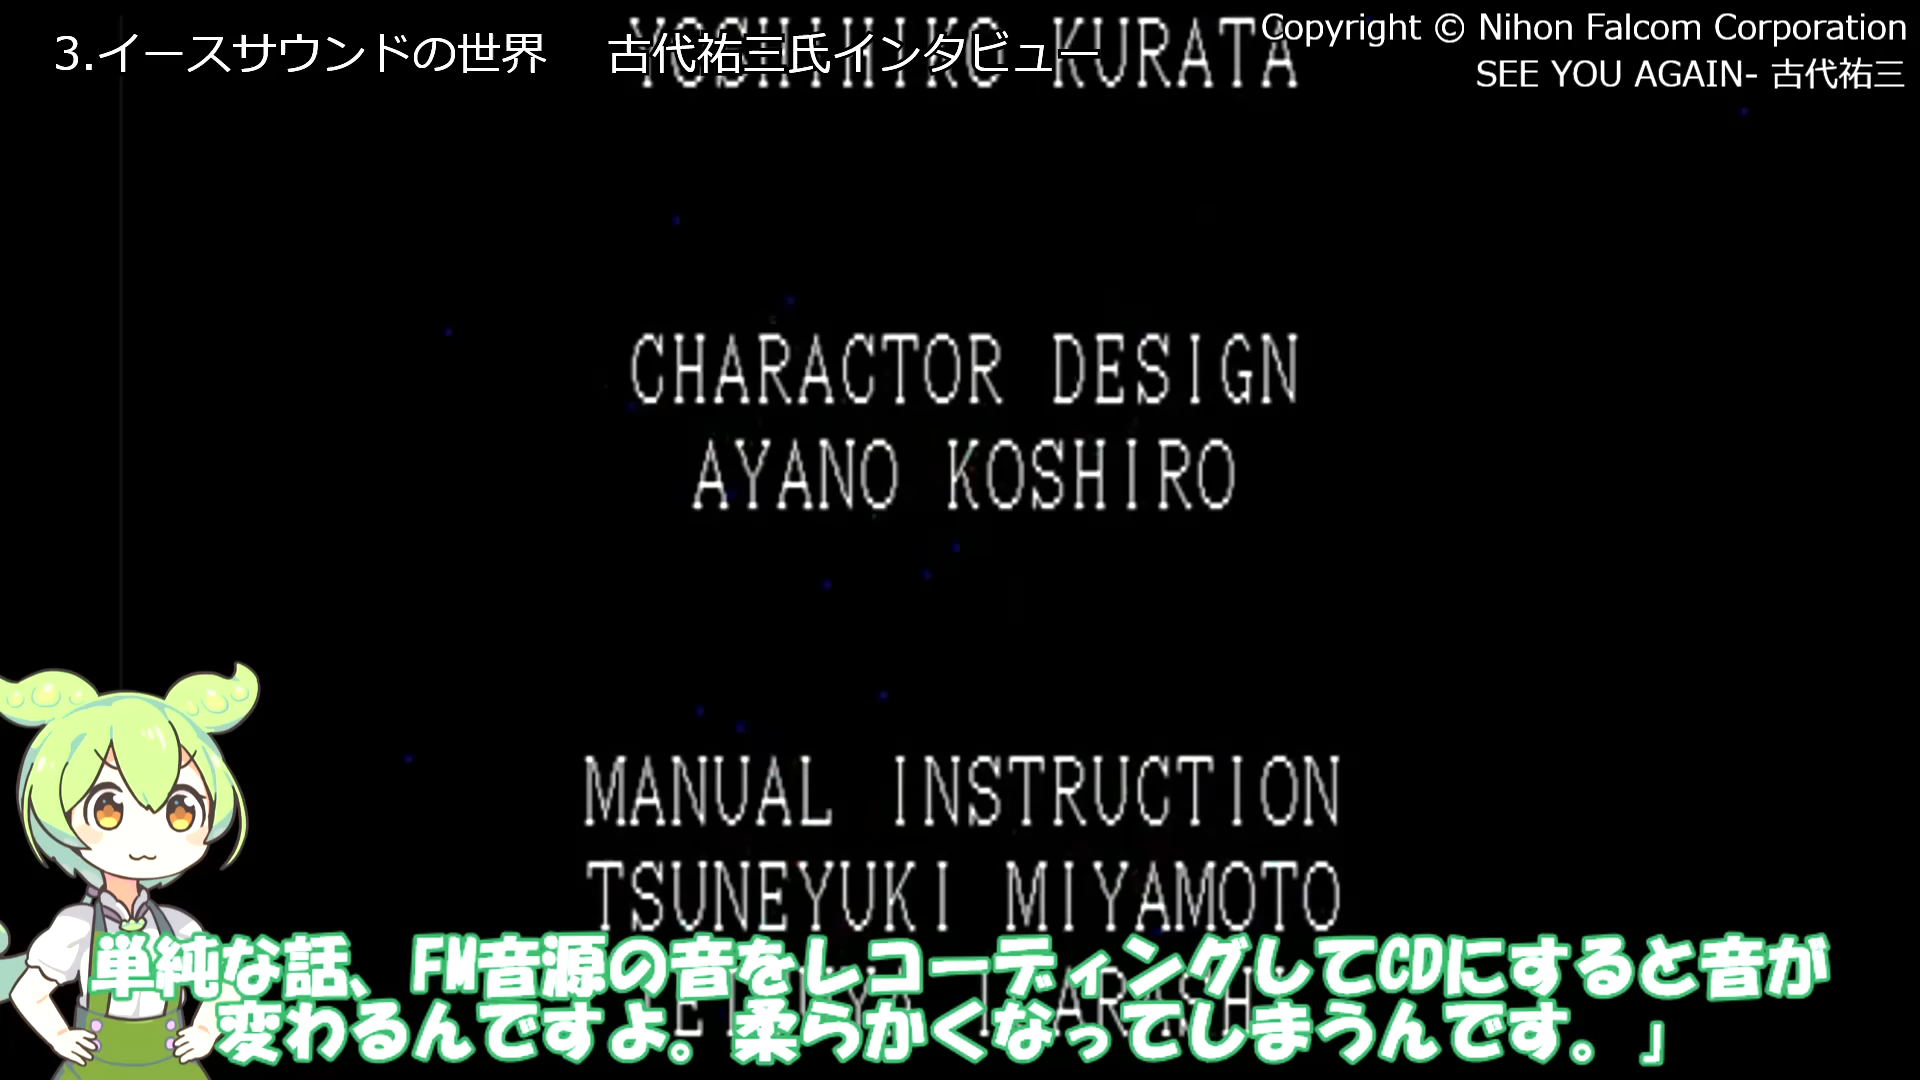 3.イースサウンドの世界　古代祐三氏インタビュー
Copyright © Nihon Falcom Corporation
SEE YOU AGAIN- 古代祐三
YOSHIHIKO KURATA
CHARACTOR DESIGN
AYANO KOSHIRO
MANUAL INSTRUCTION
TSUNEYUKI MIYAMOTO
単純な話、FM音源の音をレコーディングしてCDにすると音が
変わるんですよ。柔らかくなってしまうんです。」